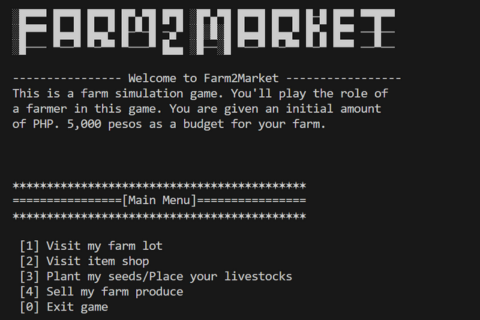 FARM2MARKET
---------------- Welcome to Farm2Market -----------------
This is a farm simulation game. You'll play the role of
a farmer in this game. You are given an initial amount
of PHP. 5,000 pesos as a budget for your farm.
*******************************************
================[Main Menu]================
*******************************************
[1] Visit my farm lot
[2] Visit item shop
[3] Plant my seeds/Place your livestocks
[4] Sell my farm produce
[0] Exit game